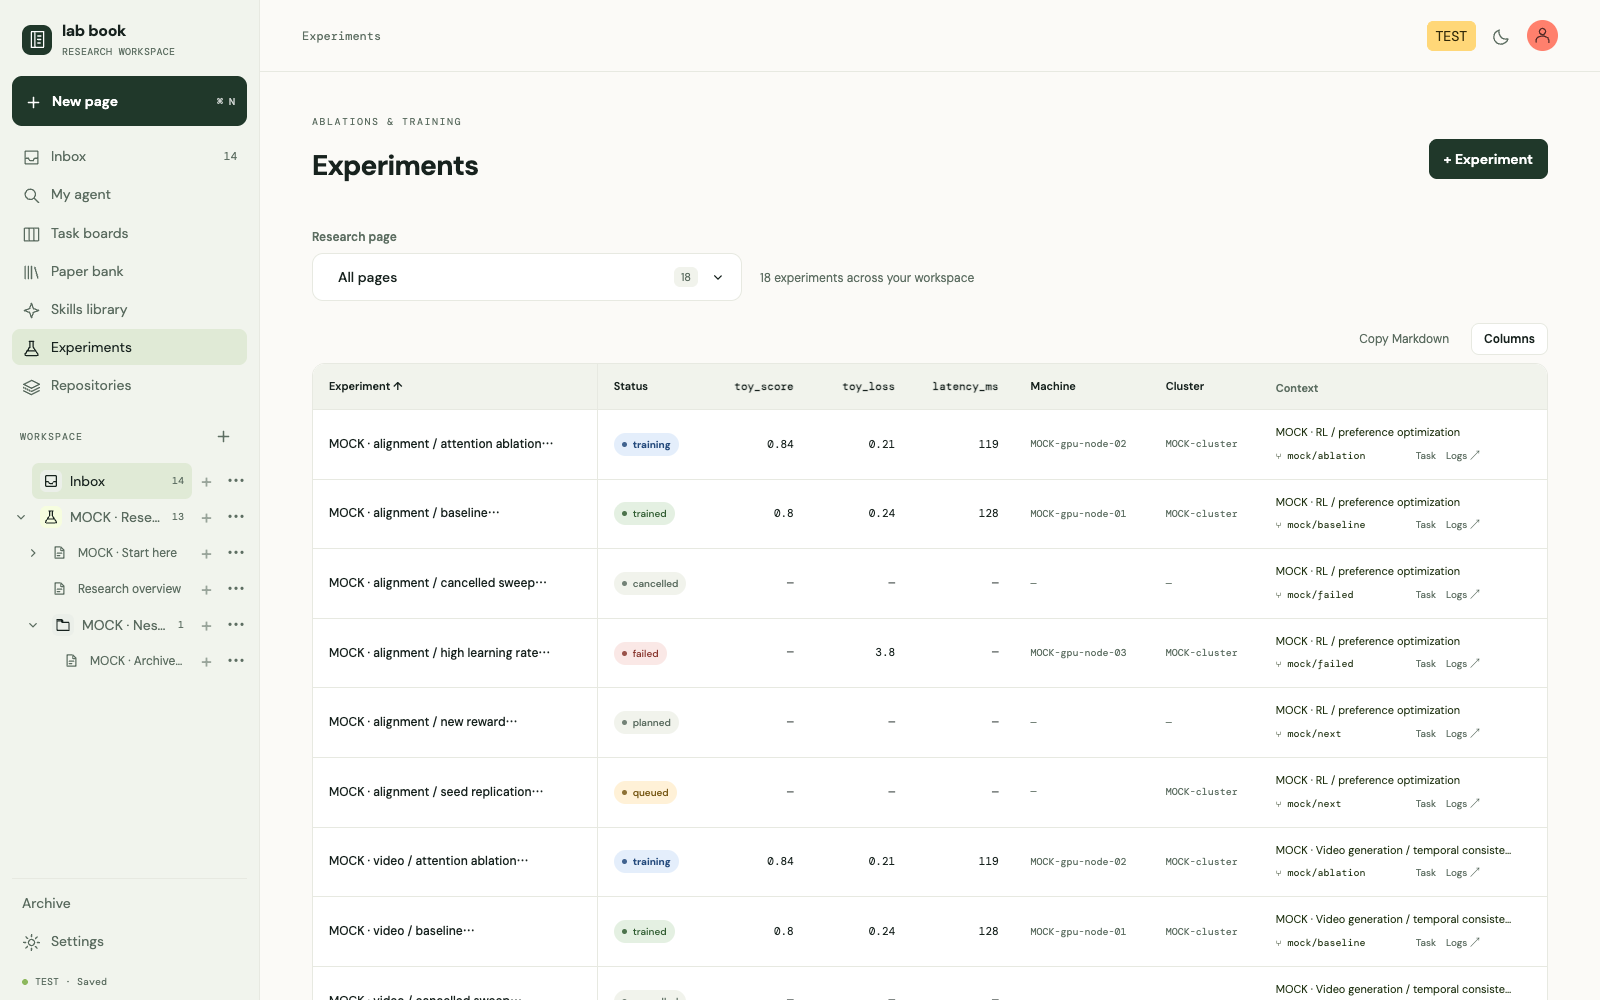 lab book
RESEARCH WORKSPACE
+ New page ⌘ N
Inbox 14
My agent
Task boards
Paper bank
Skills library
Experiments
Repositories
WORKSPACE +
Inbox 14 + ···
MOCK · Rese... 13 + ···
MOCK · Start here + ···
Research overview + ···
MOCK · Nes... 1 + ···
MOCK · Archive... + ···
Archive
Settings
TEST · Saved
Experiments
TEST
ABLATIONS & TRAINING
Experiments
+ Experiment
Research page
All pages 18
18 experiments across your workspace
Copy Markdown Columns
Experiment ↑ Status toy_score toy_loss latency_ms Machine Cluster Context
MOCK · alignment / attention ablation··· training 0.84 0.21 119 MOCK-gpu-node-02 MOCK-cluster MOCK · RL / preference optimization
mock/ablation Task Logs ↗
MOCK · alignment / baseline··· trained 0.8 0.24 128 MOCK-gpu-node-01 MOCK-cluster MOCK · RL / preference optimization
mock/baseline Task Logs ↗
MOCK · alignment / cancelled sweep··· cancelled — — — — — MOCK · RL / preference optimization
mock/failed Task Logs ↗
MOCK · alignment / high learning rate··· failed — 3.8 — MOCK-gpu-node-03 MOCK-cluster MOCK · RL / preference optimization
mock/failed Task Logs ↗
MOCK · alignment / new reward··· planned — — — — — MOCK · RL / preference optimization
mock/next Task Logs ↗
MOCK · alignment / seed replication··· queued — — — — MOCK-cluster MOCK · RL / preference optimization
mock/next Task Logs ↗
MOCK · video / attention ablation··· training 0.84 0.21 119 MOCK-gpu-node-02 MOCK-cluster MOCK · Video generation / temporal consiste...
mock/ablation Task Logs ↗
MOCK · video / baseline··· trained 0.8 0.24 128 MOCK-gpu-node-01 MOCK-cluster MOCK · Video generation / temporal consiste...
mock/baseline Task Logs ↗
MOCK · video / cancelled sweep··· cancelled — — — MOCK · Video generation / temporal consiste...